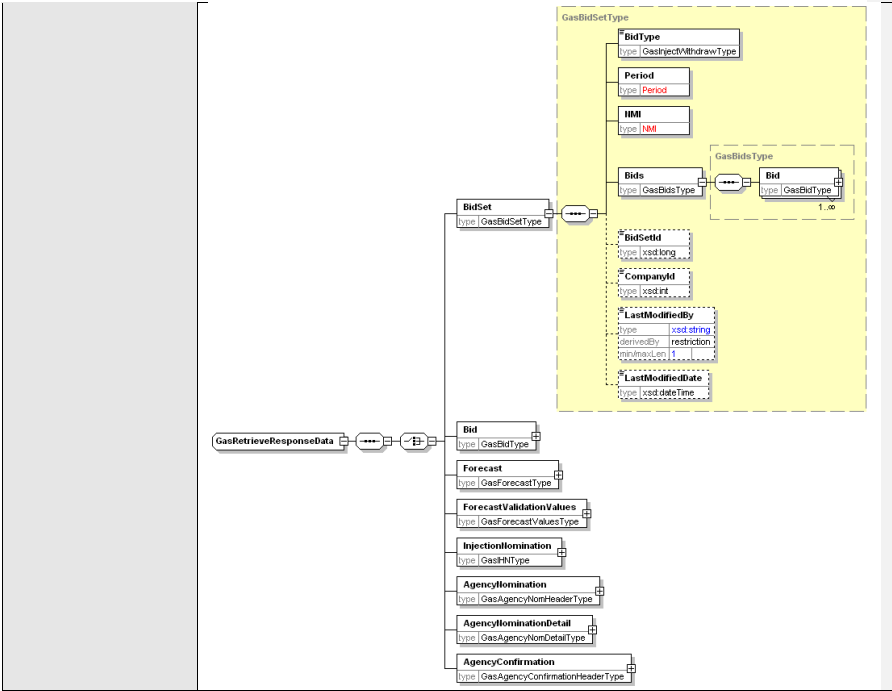 GasBidSetType
BidType
type GasInjectWithdrawType
Period
type Period
NMI
type NMI
GasBidsType
Bids
type GasBidsType
Bid
type GasBidType
1..∞
BidSet
type GasBidSetType
BidSetId
type xsd:long
CompanyId
type xsd:int
LastModifiedBy
type xsd:string
derivedBy restriction
min/maxLen 1
LastModifiedDate
type xsd:dateTime
GasRetrieveResponseData
Bid
type GasBidType
Forecast
type GasForecastType
ForecastValidationValues
type GasForecastValuesType
InjectionNomination
type GasIHNType
AgencyNomination
type GasAgencyNomHeaderType
AgencyNominationDetail
type GasAgencyNomDetailType
AgencyConfirmation
type GasAgencyConfirmationHeaderType